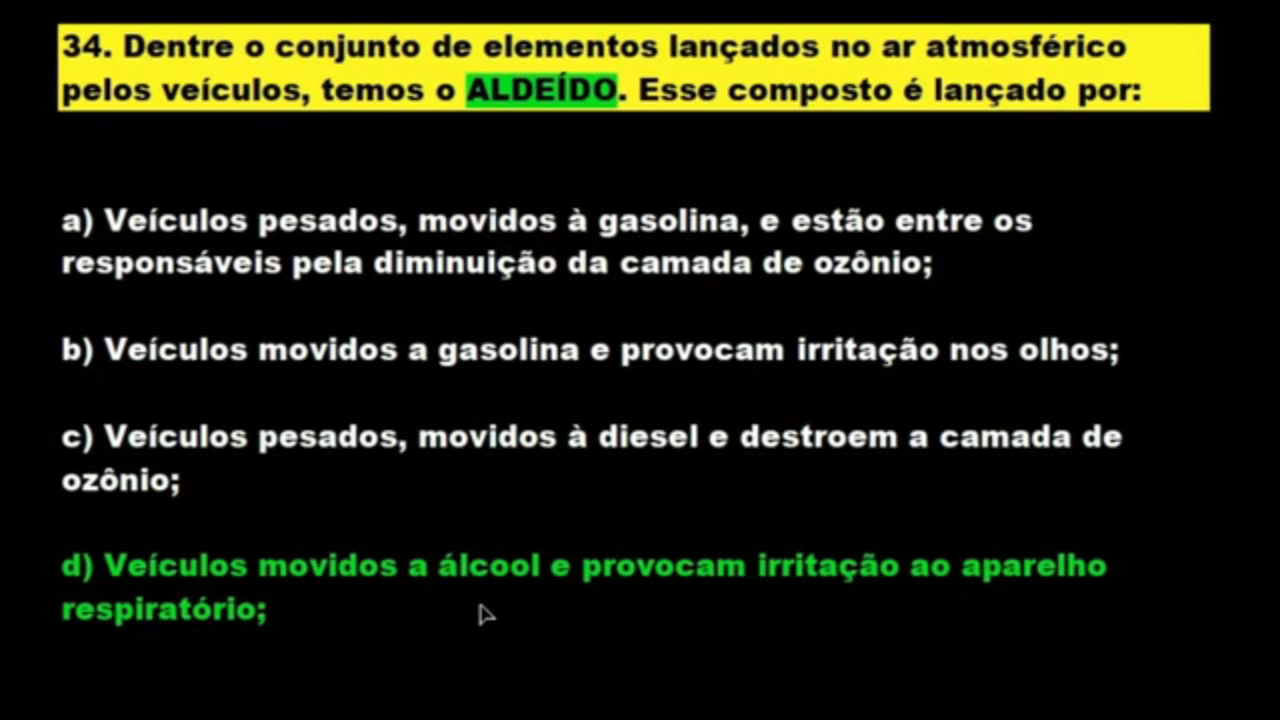 34. Dentre o conjunto de elementos lançados no ar atmosférico
pelos veículos, temos o ALDEÍDO. Esse composto é lançado por:
a) Veículos pesados, movidos à gasolina, e estão entre os
responsáveis pela diminuição da camada de ozônio;
b) Veículos movidos a gasolina e provocam irritação nos olhos;
c) Veículos pesados, movidos à diesel e destroem a camada de
ozônio;
d) Veículos movidos a álcool e provocam irritação ao aparelho
respiratório;